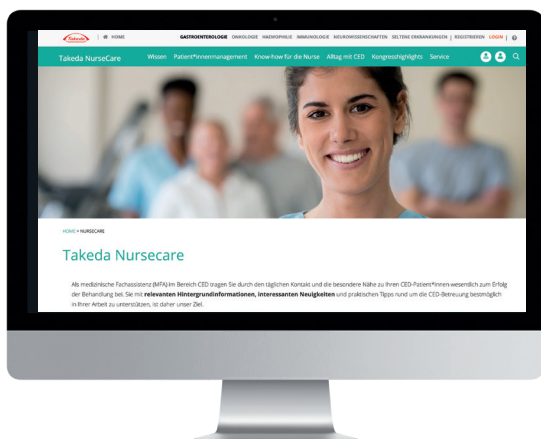 Takeda
HOME
GASTROENTEROLOGIE ONKOLOGIE HAEMOPHILIE IMMUNOLOGIE NEUROWISSENSCHAFTEN SELTENE ERKRANKUNGEN | REGISTRIEREN LOGIN |
Takeda NurseCare Wissen Patient*innenmanagement Know-how für die Nurse Alltag mit CED Kongresshighlights Service
HOME > NURSECARE
Takeda Nursecare
Als medizinische Fachassistenz (MFA) im Bereich CED tragen Sie durch den täglichen Kontakt und die besondere Nähe zu Ihren CED-Patient*innen wesentlich zum Erfolg
der Behandlung bei. Sie mit relevanten Hintergrundinformationen, interessanten Neuigkeiten und praktischen Tipps rund um die CED-Betreuung bestmöglich
in Ihrer Arbeit zu unterstützen, ist daher unser Ziel.